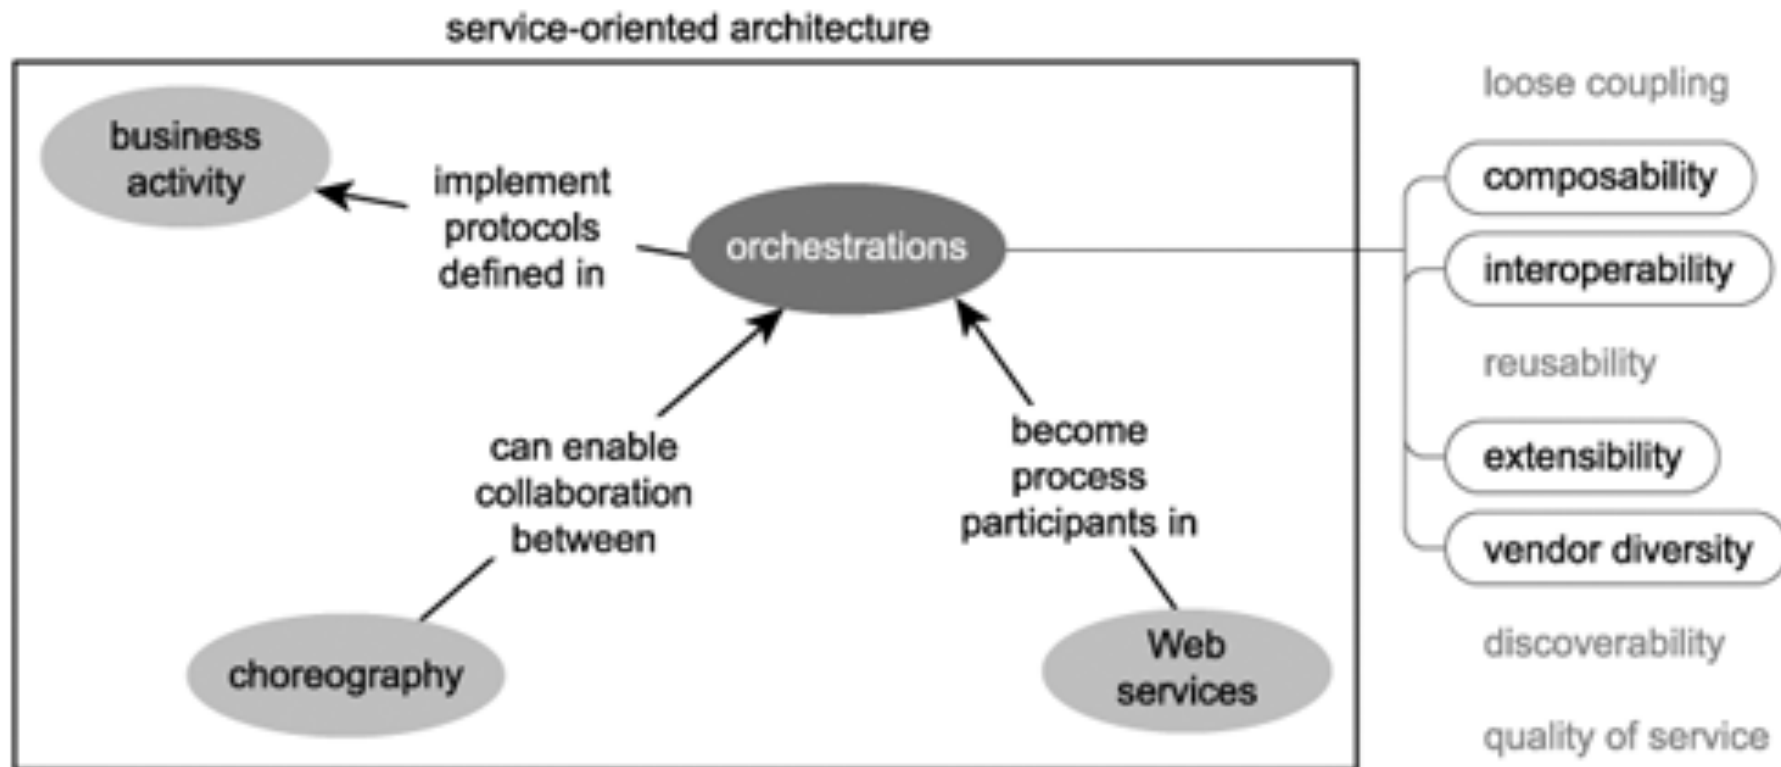 service-oriented architecture
business
activity
implement
protocols
defined in
orchestrations
can enable
collaboration
between
become
process
participants in
choreography
Web
services
loose coupling
composability
interoperability
reusability
extensibility
vendor diversity
discoverability
quality of service